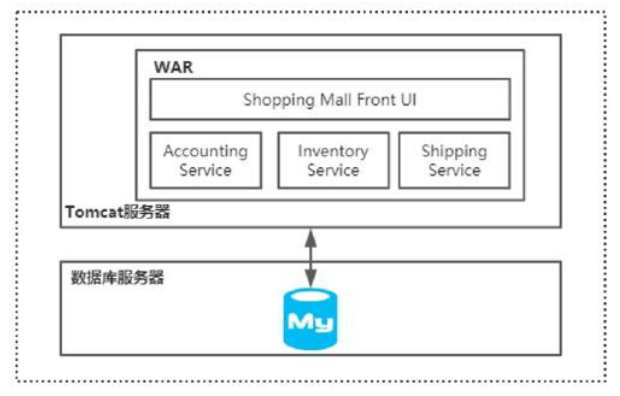 WAR
Shopping Mall Front UI
Accounting
Service
Inventory
Service
Shipping
Service
Tomcat服务器
数据库服务器
My